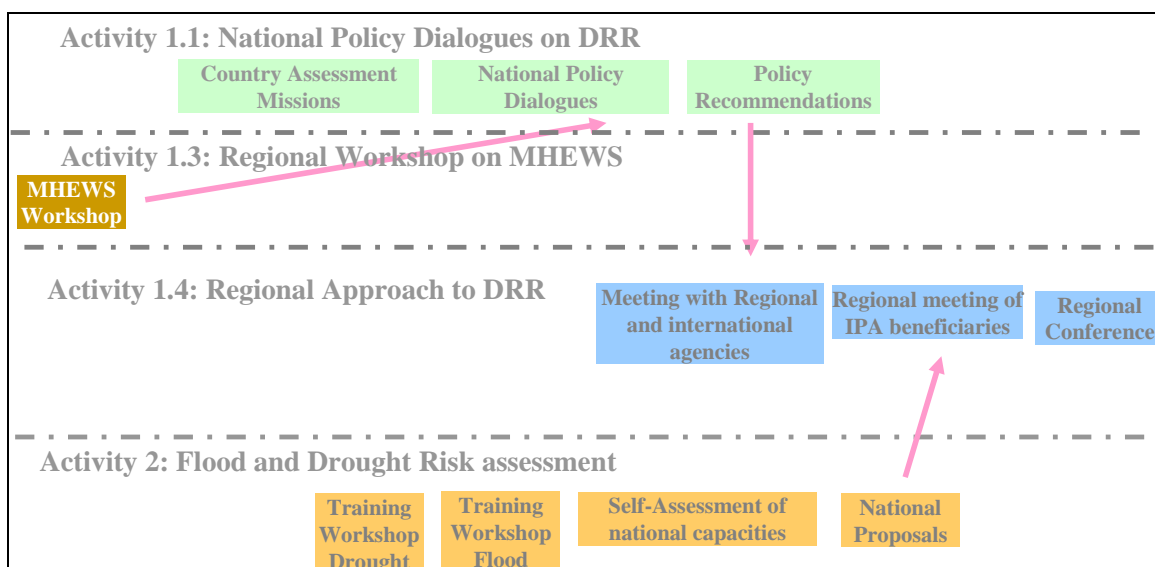 Activity 1.1: National Policy Dialogues on DRR
Country Assessment
Missions
National Policy
Dialogues
Policy
Recommendations
Activity 1.3: Regional Workshop on MHEWS
MHEWS
Workshop
Activity 1.4: Regional Approach to DRR
Meeting with Regional
and international
agencies
Regional meeting of
IPA beneficiaries
Regional
Conference
Activity 2: Flood and Drought Risk assessment
Training
Workshop
Drought
Training
Workshop
Flood
Self-Assessment of
national capacities
National
Proposals